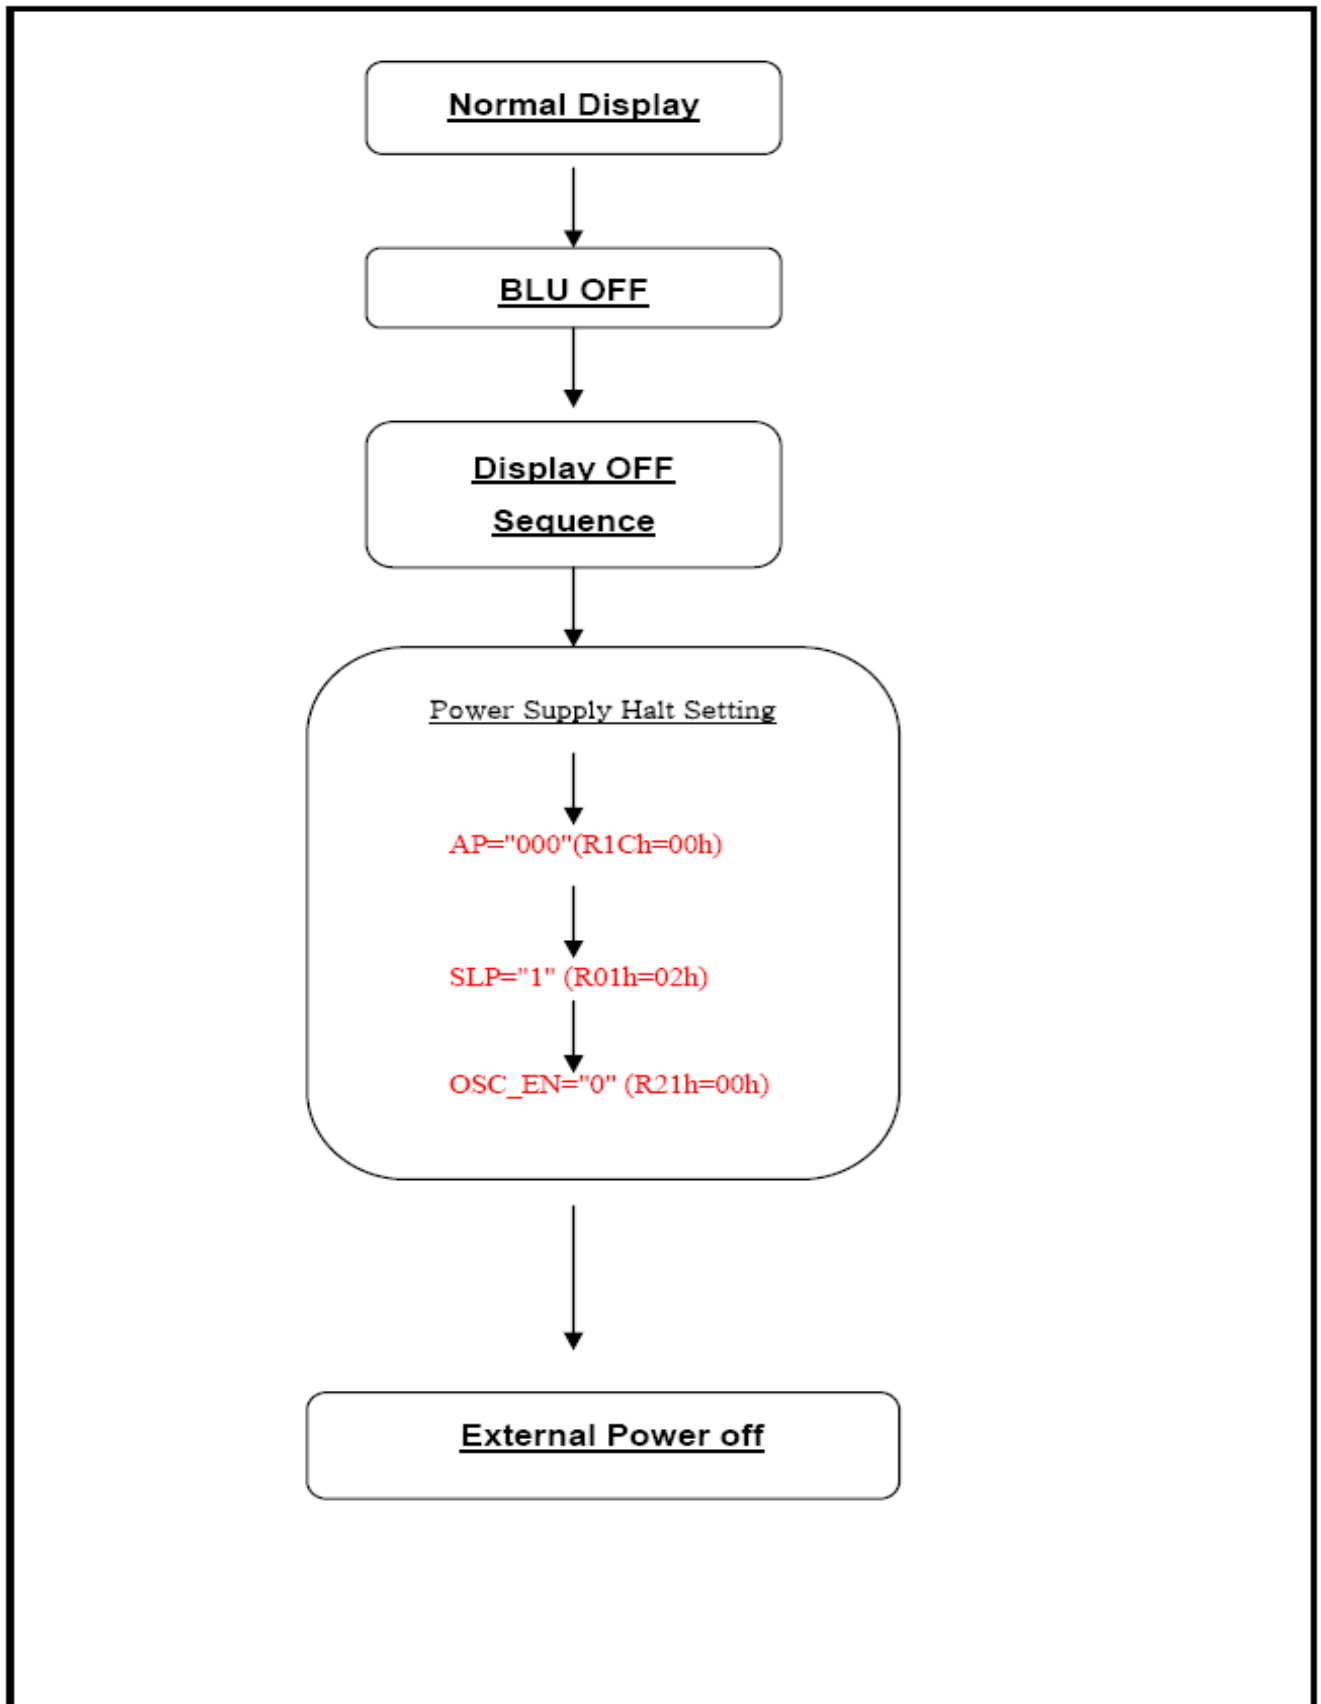 Normal Display
BLU OFF
Display OFF
Sequence
Power Supply Halt Setting
AP="000"(R1Ch=00h)
SLP="1" (R01h=02h)
OSC_EN="0" (R21h=00h)
External Power off